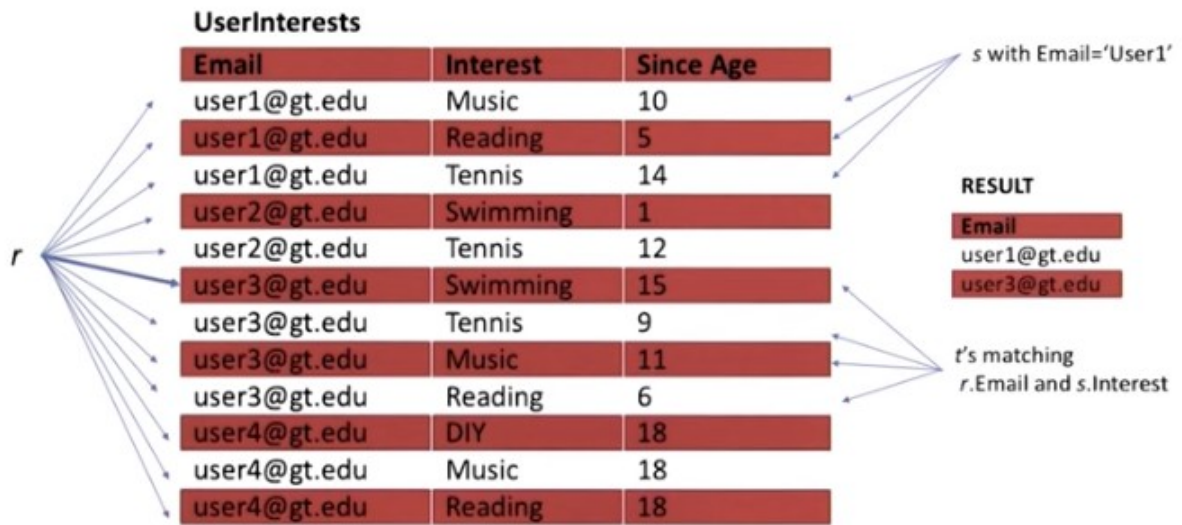 UserInterests
Email Interest Since Age
user1@gt.edu Music 10
user1@gt.edu Reading 5
user1@gt.edu Tennis 14
user2@gt.edu Swimming 1
user2@gt.edu Tennis 12
user3@gt.edu Swimming 15
user3@gt.edu Tennis 9
user3@gt.edu Music 11
user3@gt.edu Reading 6
user4@gt.edu DIY 18
user4@gt.edu Music 18
user4@gt.edu Reading 18
r
s with Email='User1'
RESULT
Email
user1@gt.edu
user3@gt.edu
t's matching
r.Email and s.Interest